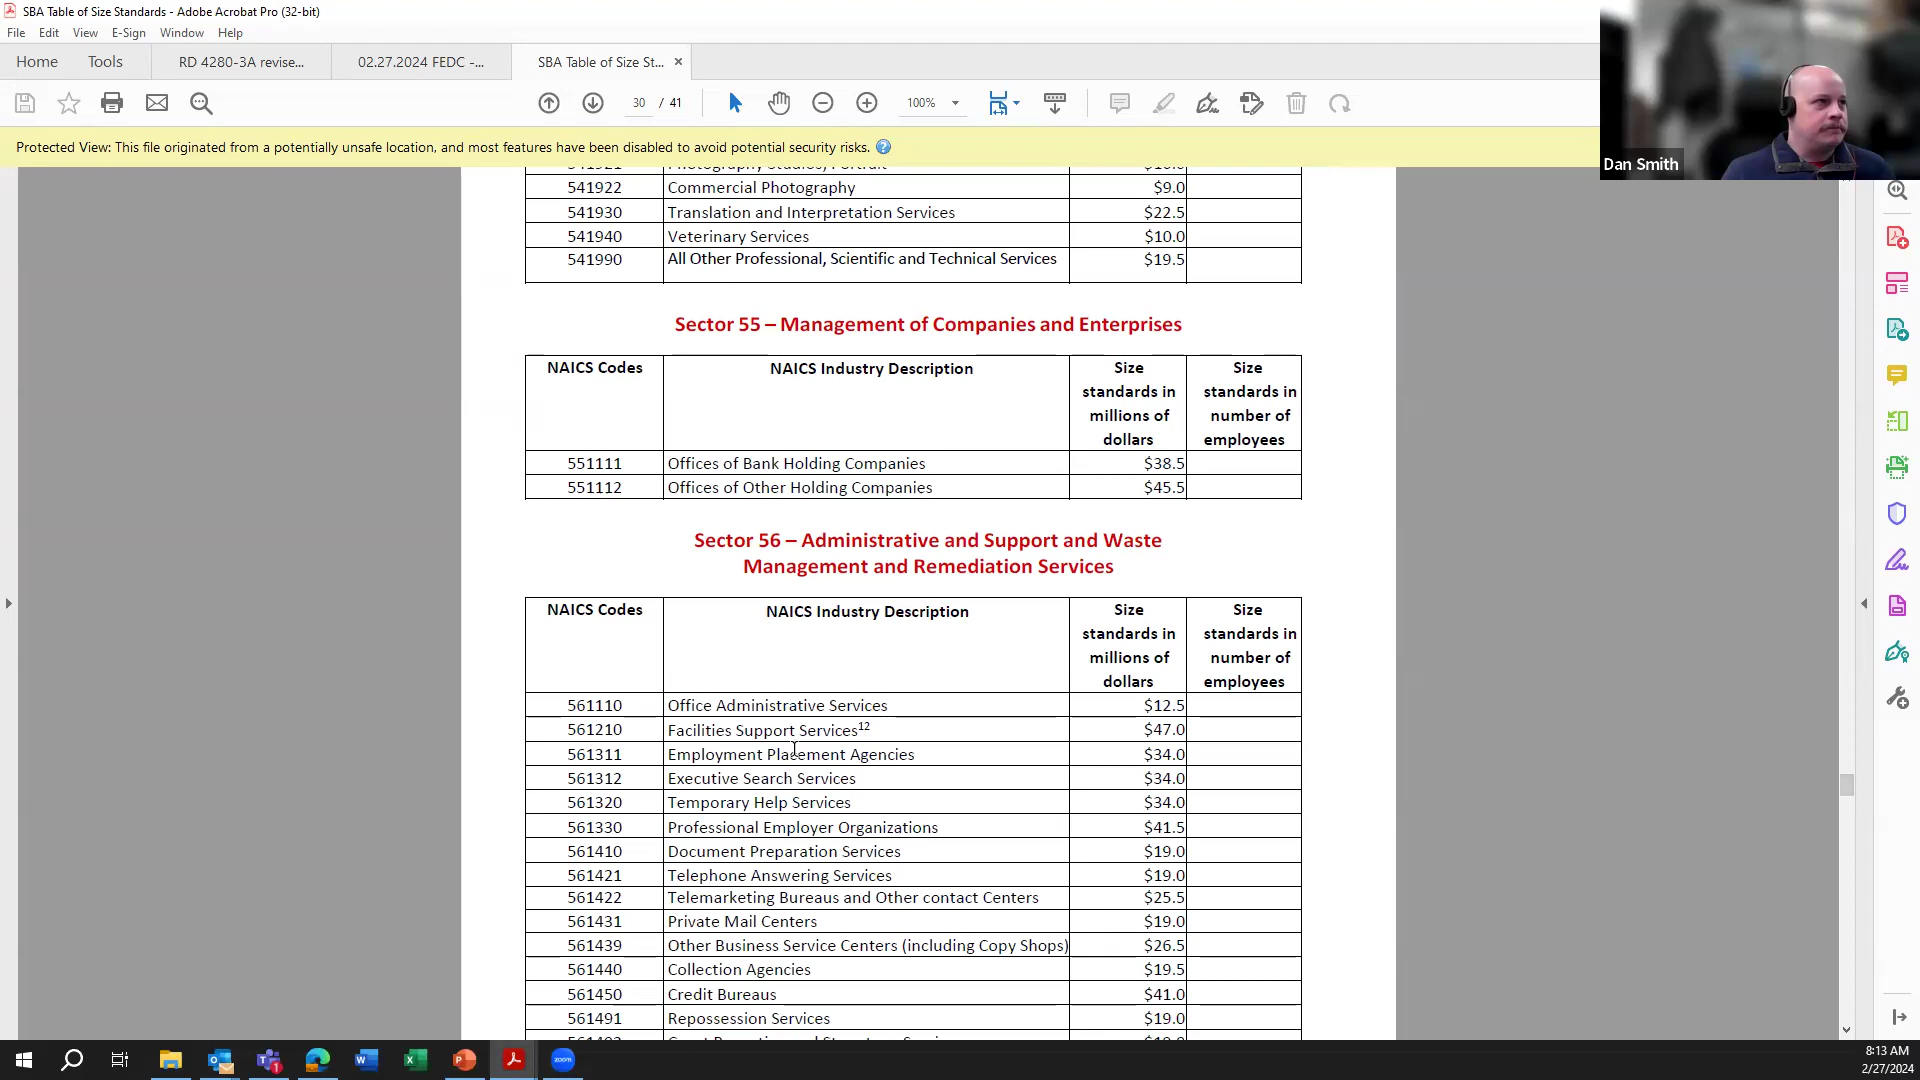 SBA Table of Size Standards - Adobe Acrobat Pro (32-bit)
File Edit View E-Sign Window Help
Home Tools RD 4280-3A revise... 02.27.2024 FEDC -... SBA Table of Size St...
30 / 41 100%
Protected View: This file originated from a potentially unsafe location, and most features have been disabled to avoid potential security risks.
Dan Smith
541922 Commercial Photography $9.0
541930 Translation and Interpretation Services $22.5
541940 Veterinary Services $10.0
541990 All Other Professional, Scientific and Technical Services $19.5
Sector 55 – Management of Companies and Enterprises
NAICS Codes NAICS Industry Description Size standards in millions of dollars Size standards in number of employees
551111 Offices of Bank Holding Companies $38.5
551112 Offices of Other Holding Companies $45.5
Sector 56 – Administrative and Support and Waste
Management and Remediation Services
NAICS Codes NAICS Industry Description Size standards in millions of dollars Size standards in number of employees
561110 Office Administrative Services $12.5
561210 Facilities Support Services12 $47.0
561311 Employment Placement Agencies $34.0
561312 Executive Search Services $34.0
561320 Temporary Help Services $34.0
561330 Professional Employer Organizations $41.5
561410 Document Preparation Services $19.0
561421 Telephone Answering Services $19.0
561422 Telemarketing Bureaus and Other contact Centers $25.5
561431 Private Mail Centers $19.0
561439 Other Business Service Centers (including Copy Shops) $26.5
561440 Collection Agencies $19.5
561450 Credit Bureaus $41.0
561491 Repossession Services $19.0
zoom
8:13 AM
2/27/2024